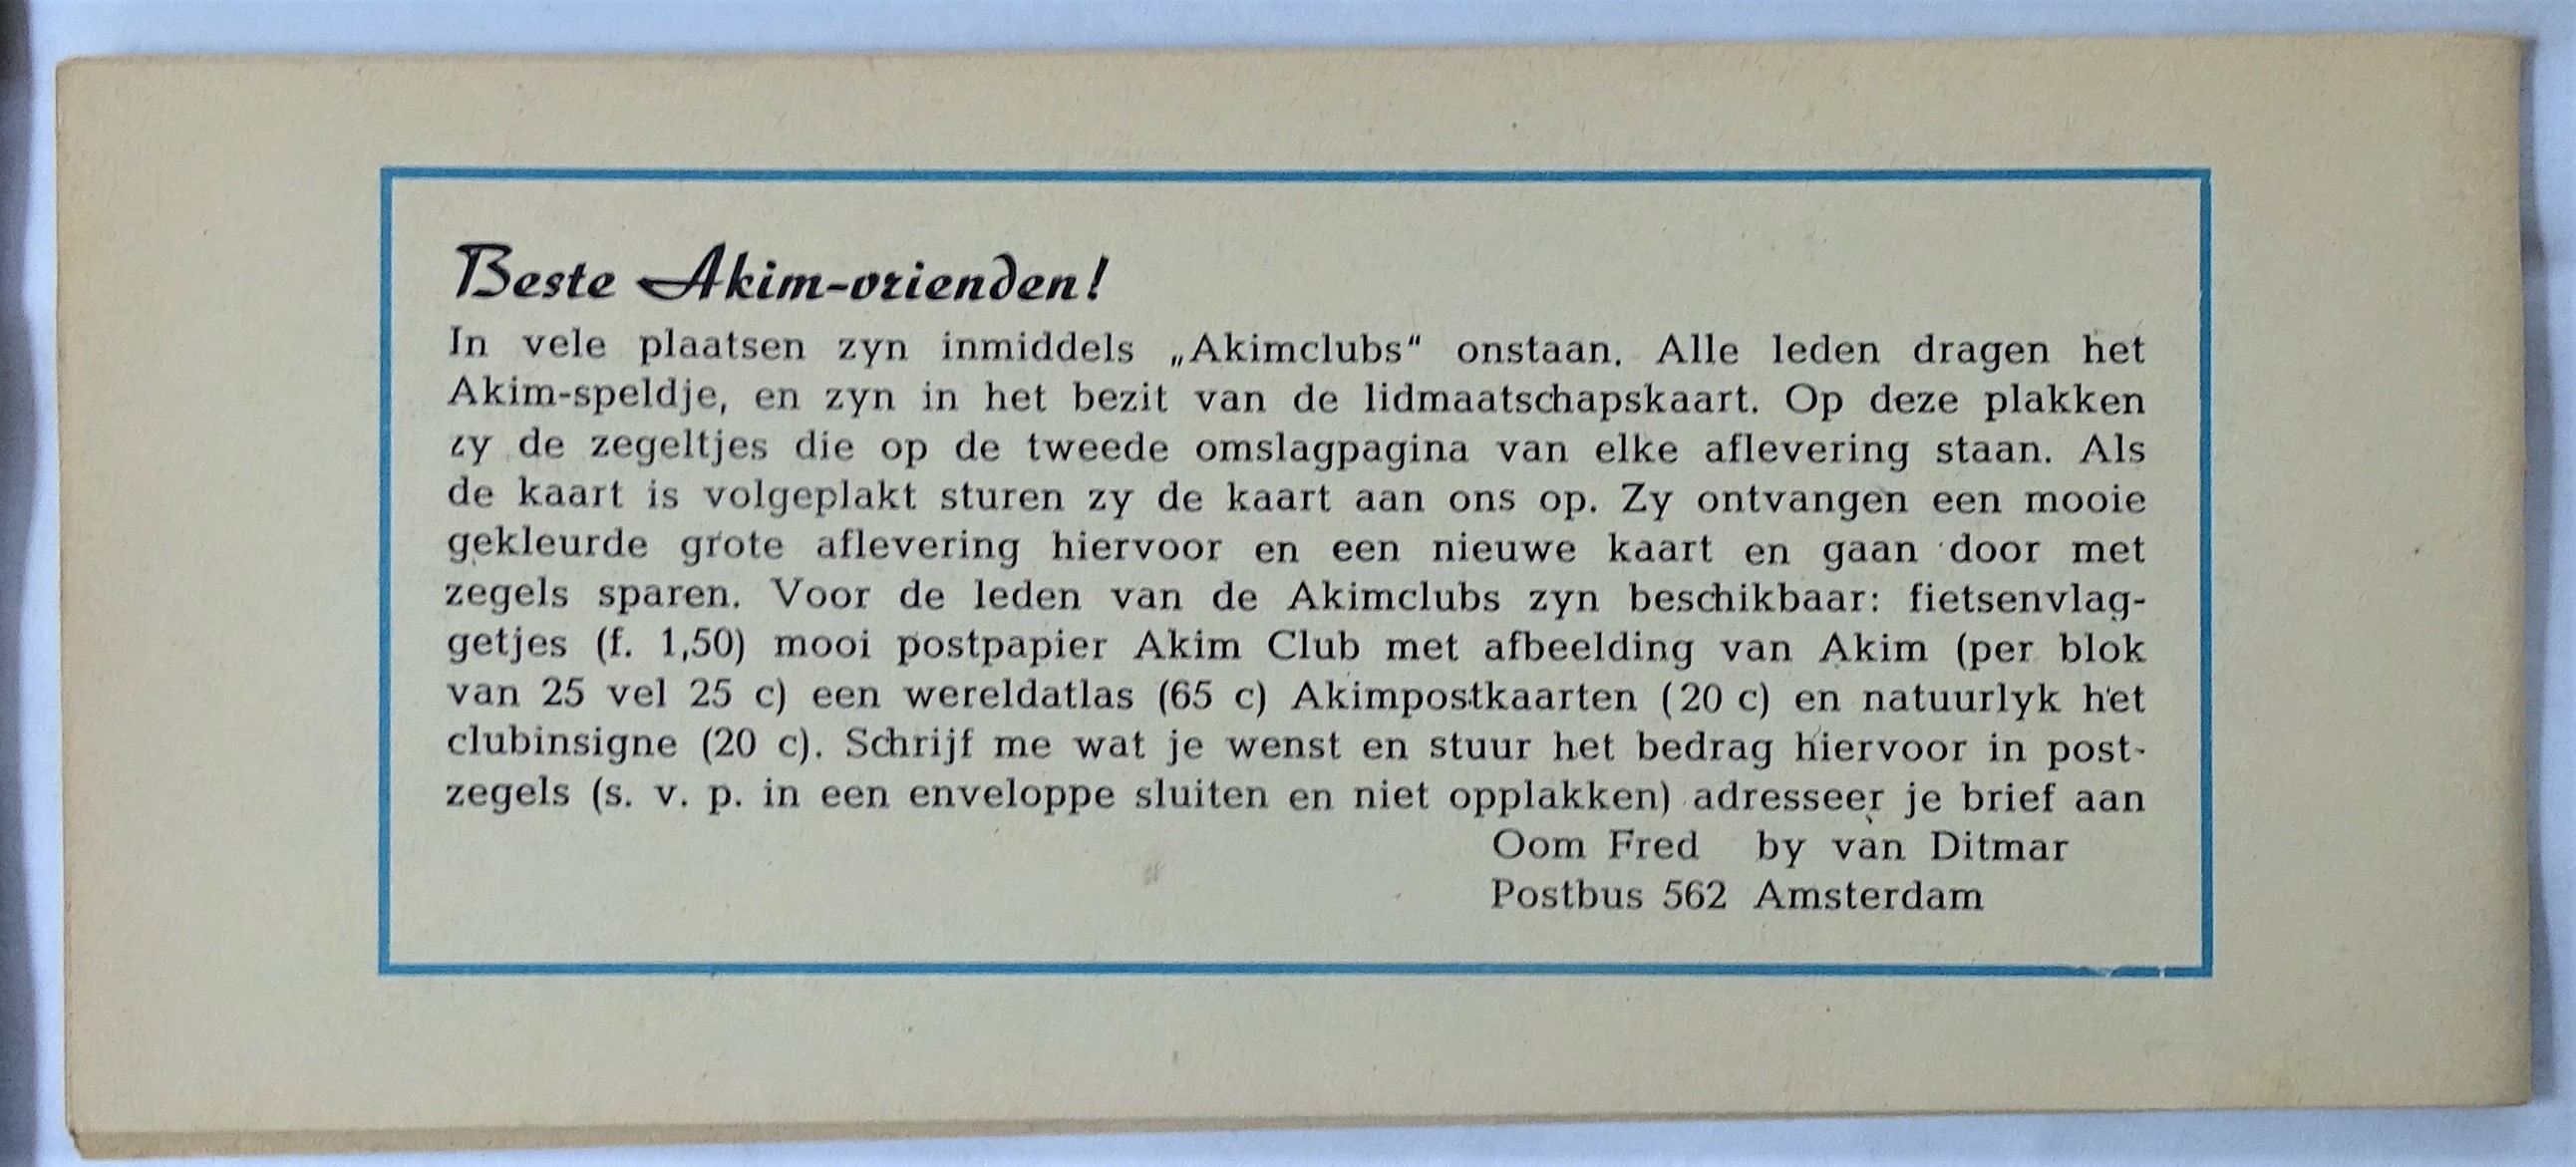 Beste Akim-vrienden!
In vele plaatsen zyn inmiddels „Akimclubs“ onstaan. Alle leden dragen het
Akim-speldje, en zyn in het bezit van de lidmaatschapskaart. Op deze plakken
zy de zegeltjes die op de tweede omslagpagina van elke aflevering staan. Als
de kaart is volgeplakt sturen zy de kaart aan ons op. Zy ontvangen een mooie
gekleurde grote aflevering hiervoor en een nieuwe kaart en gaan door met
zegels sparen. Voor de leden van de Akimclubs zyn beschikbaar: fietsenvlag-
getjes (f. 1,50) mooi postpapier Akim Club met afbeelding van Akim (per blok
van 25 vel 25 c) een wereldatlas (65 c) Akimpostkaarten (20 c) en natuurlyk het
clubinsigne (20 c). Schrijf me wat je wenst en stuur het bedrag hiervoor in post-
zegels (s. v. p. in een enveloppe sluiten en niet opplakken) adresseer je brief aan
Oom Fred by van Ditmar
Postbus 562 Amsterdam